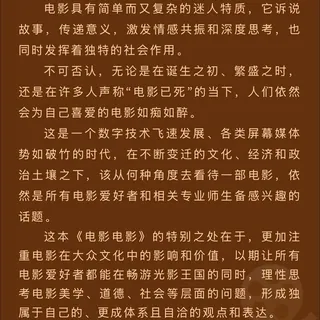 电影具有简单而又复杂的迷人特质，它诉说
故事，传递意义，激发情感共振和深度思考，也
同时发挥着独特的社会作用。
不可否认，无论是在诞生之初、繁盛之时，
还是在许多人声称“电影已死”的当下，人们依然
会为自己喜爱的电影如痴如醉。
这是一个数字技术飞速发展、各类屏幕媒体
势如破竹的时代，在不断变迁的文化、经济和政
治土壤之下，该从何种角度去看待一部电影，依
然是所有电影爱好者和相关专业师生备感兴趣的
话题。
这本《电影电影》的特别之处在于，更加注
重电影在大众文化中的影响和价值，以期让所有
电影爱好者都能在畅游光影王国的同时，理性思
考电影美学、道德、社会等层面的问题，形成独
属于自己的、更成体系且自洽的观点和表达。